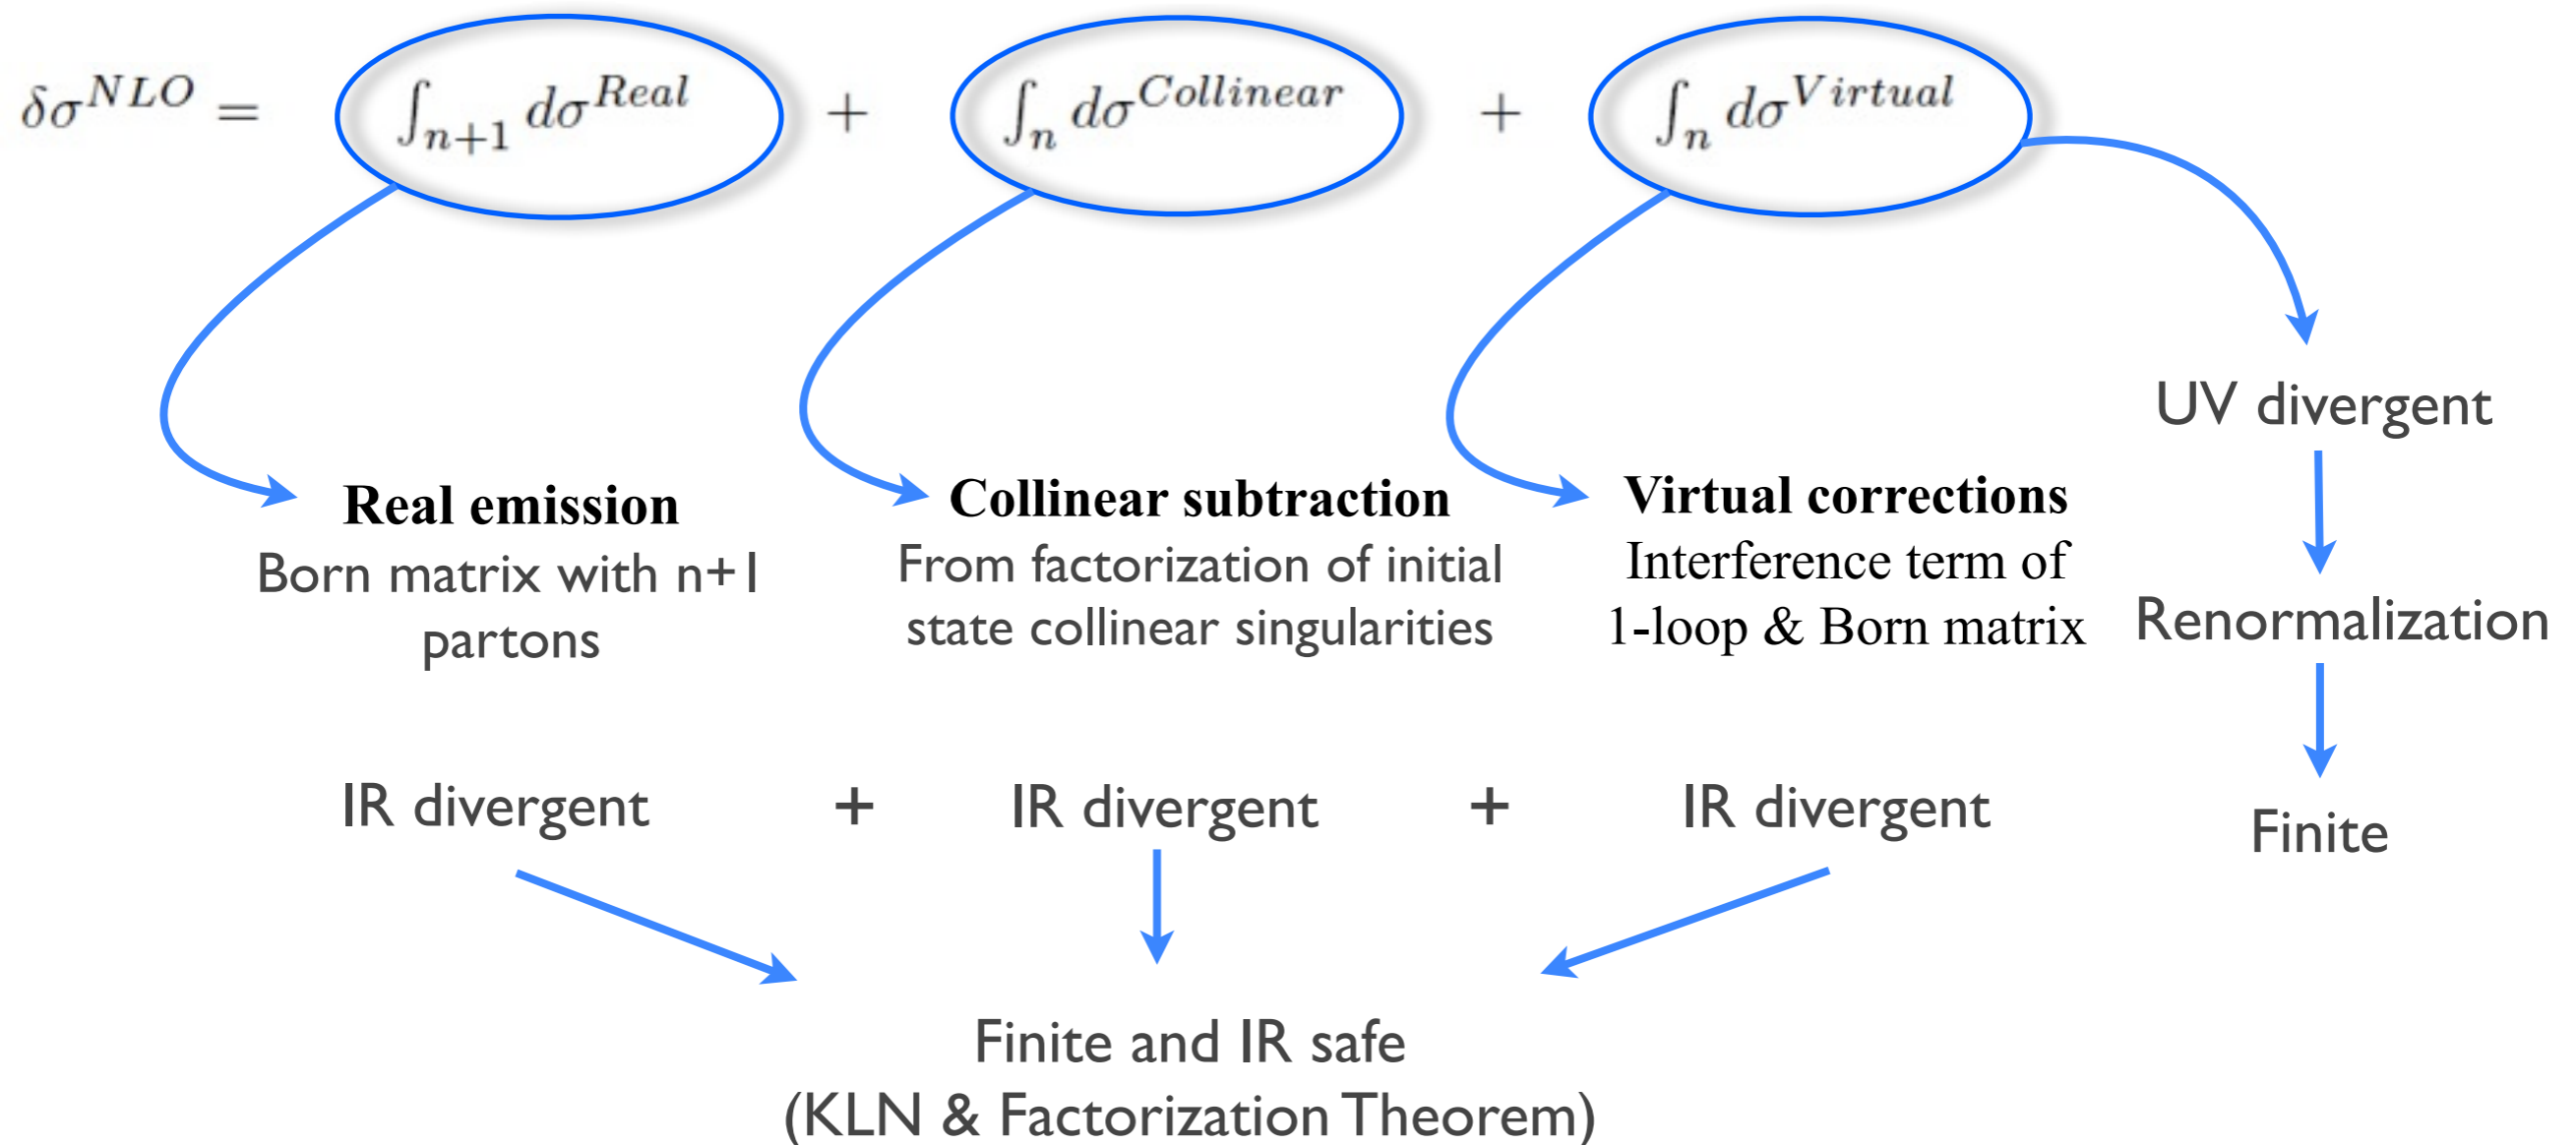 δσ^{NLO} = ∫_{n+1} dσ^{Real} + ∫_n dσ^{Collinear} + ∫_n dσ^{Virtual}
UV divergent
Real emission
Born matrix with n+1
partons
Collinear subtraction
From factorization of initial
state collinear singularities
Virtual corrections
Interference term of
1-loop & Born matrix
Renormalization
IR divergent + IR divergent + IR divergent
Finite
Finite and IR safe
(KLN & Factorization Theorem)